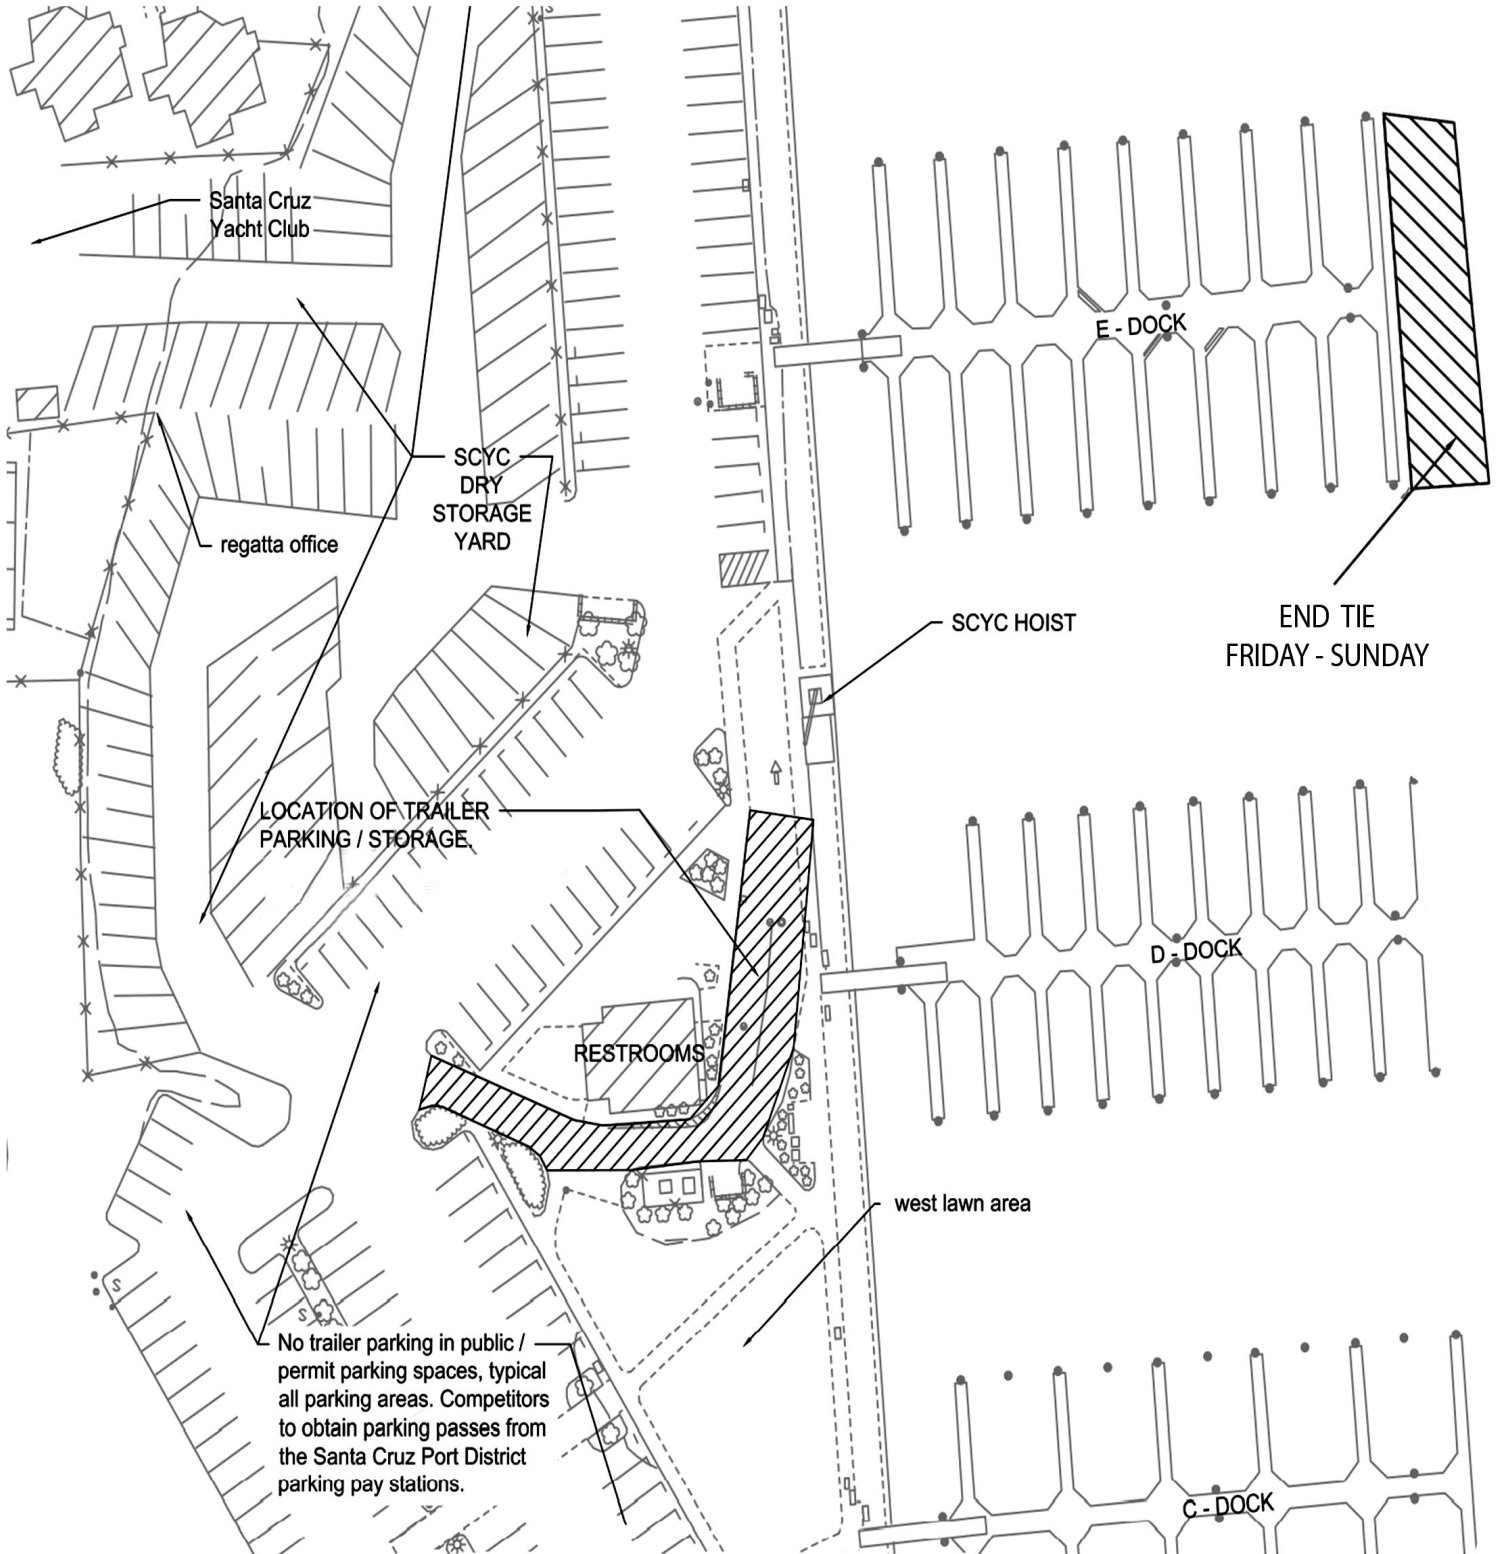 Santa Cruz
Yacht Club
E - DOCK
SCYC
DRY
STORAGE
YARD
regatta office
END TIE
FRIDAY - SUNDAY
SCYC HOIST
LOCATION OF TRAILER
PARKING / STORAGE.
D - DOCK
RESTROOMS
west lawn area
S
S
No trailer parking in public /
permit parking spaces, typical
all parking areas. Competitors
to obtain parking passes from
the Santa Cruz Port District
parking pay stations.
C - DOCK